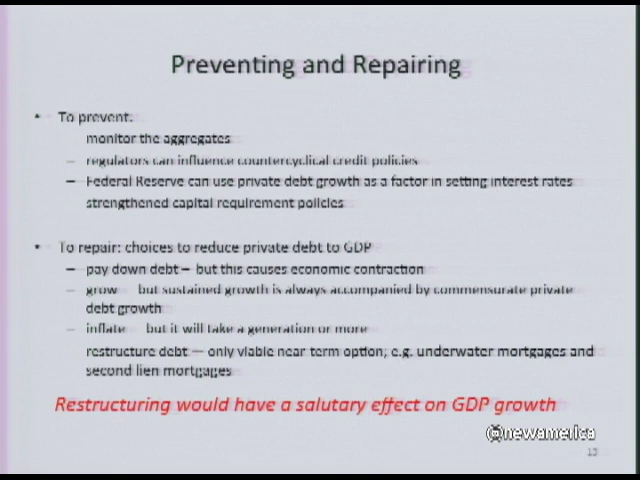 Preventing and Repairing
• To prevent:
monitor the aggregates
– regulators can influence countercyclical credit policies
– Federal Reserve can use private debt growth as a factor in setting interest rates
strengthened capital requirement policies
• To repair: choices to reduce private debt to GDP
– pay down debt – but this causes economic contraction
– grow but sustained growth is always accompanied by commensurate private
debt growth
– inflate but it will take a generation or more
restructure debt — only viable near term option; e.g. underwater mortgages and
second lien mortgages
Restructuring would have a salutary effect on GDP growth
@newamerica